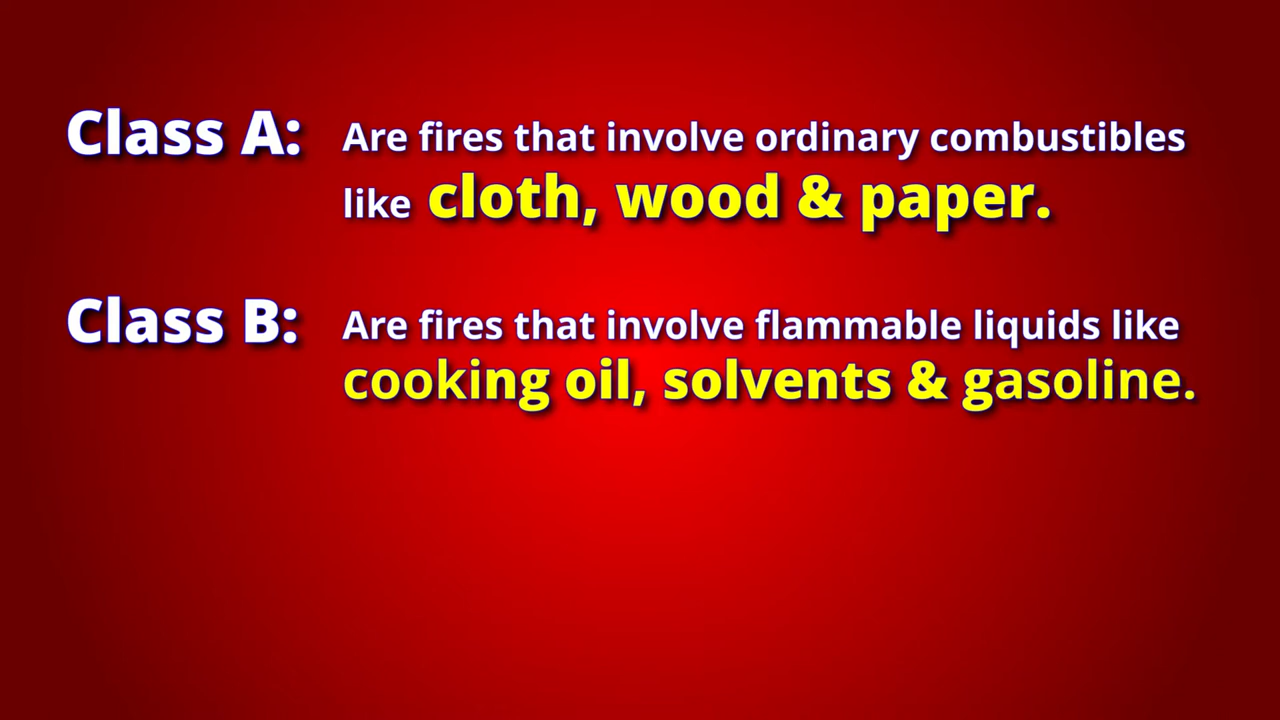 Class A: Are fires that involve ordinary combustibles
like cloth, wood & paper.
Class B: Are fires that involve flammable liquids like
cooking oil, solvents & gasoline.